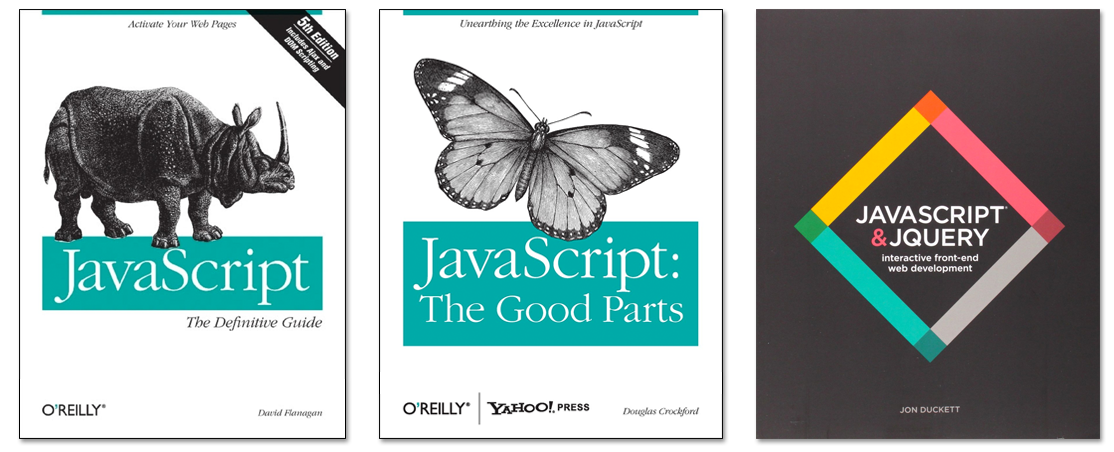 Activate Your Web Pages
5th Edition
Includes Ajax and
DOM Scripting
JavaScript
The Definitive Guide
O'REILLY®
David Flanagan
Unearthing the Excellence in JavaScript
JavaScript:
The Good Parts
O'REILLY®
YAHOO! PRESS
Douglas Crockford
JAVASCRIPT
&JQUERY
interactive front-end
web development
JON DUCKETT